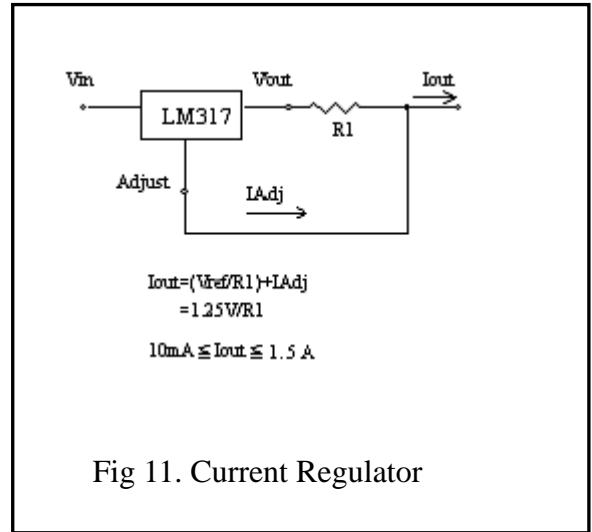 Vin Vout Iout
LM317
R1
Adjust
IAdj
Iout=(Vref/R1)+IAdj
=1.25V/R1
10mA ≦ Iout ≦ 1.5 A
Fig 11. Current Regulator